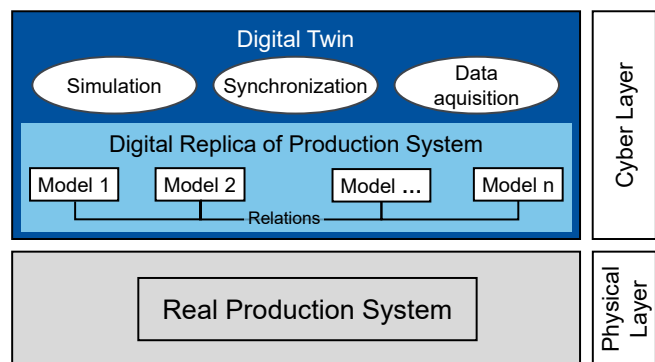 Digital Twin
Simulation
Synchronization
Data
aquisition
Digital Replica of Production System
Model 1
Model 2
Model ...
Model n
Relations
Cyber Layer
Real Production System
Physical
Layer